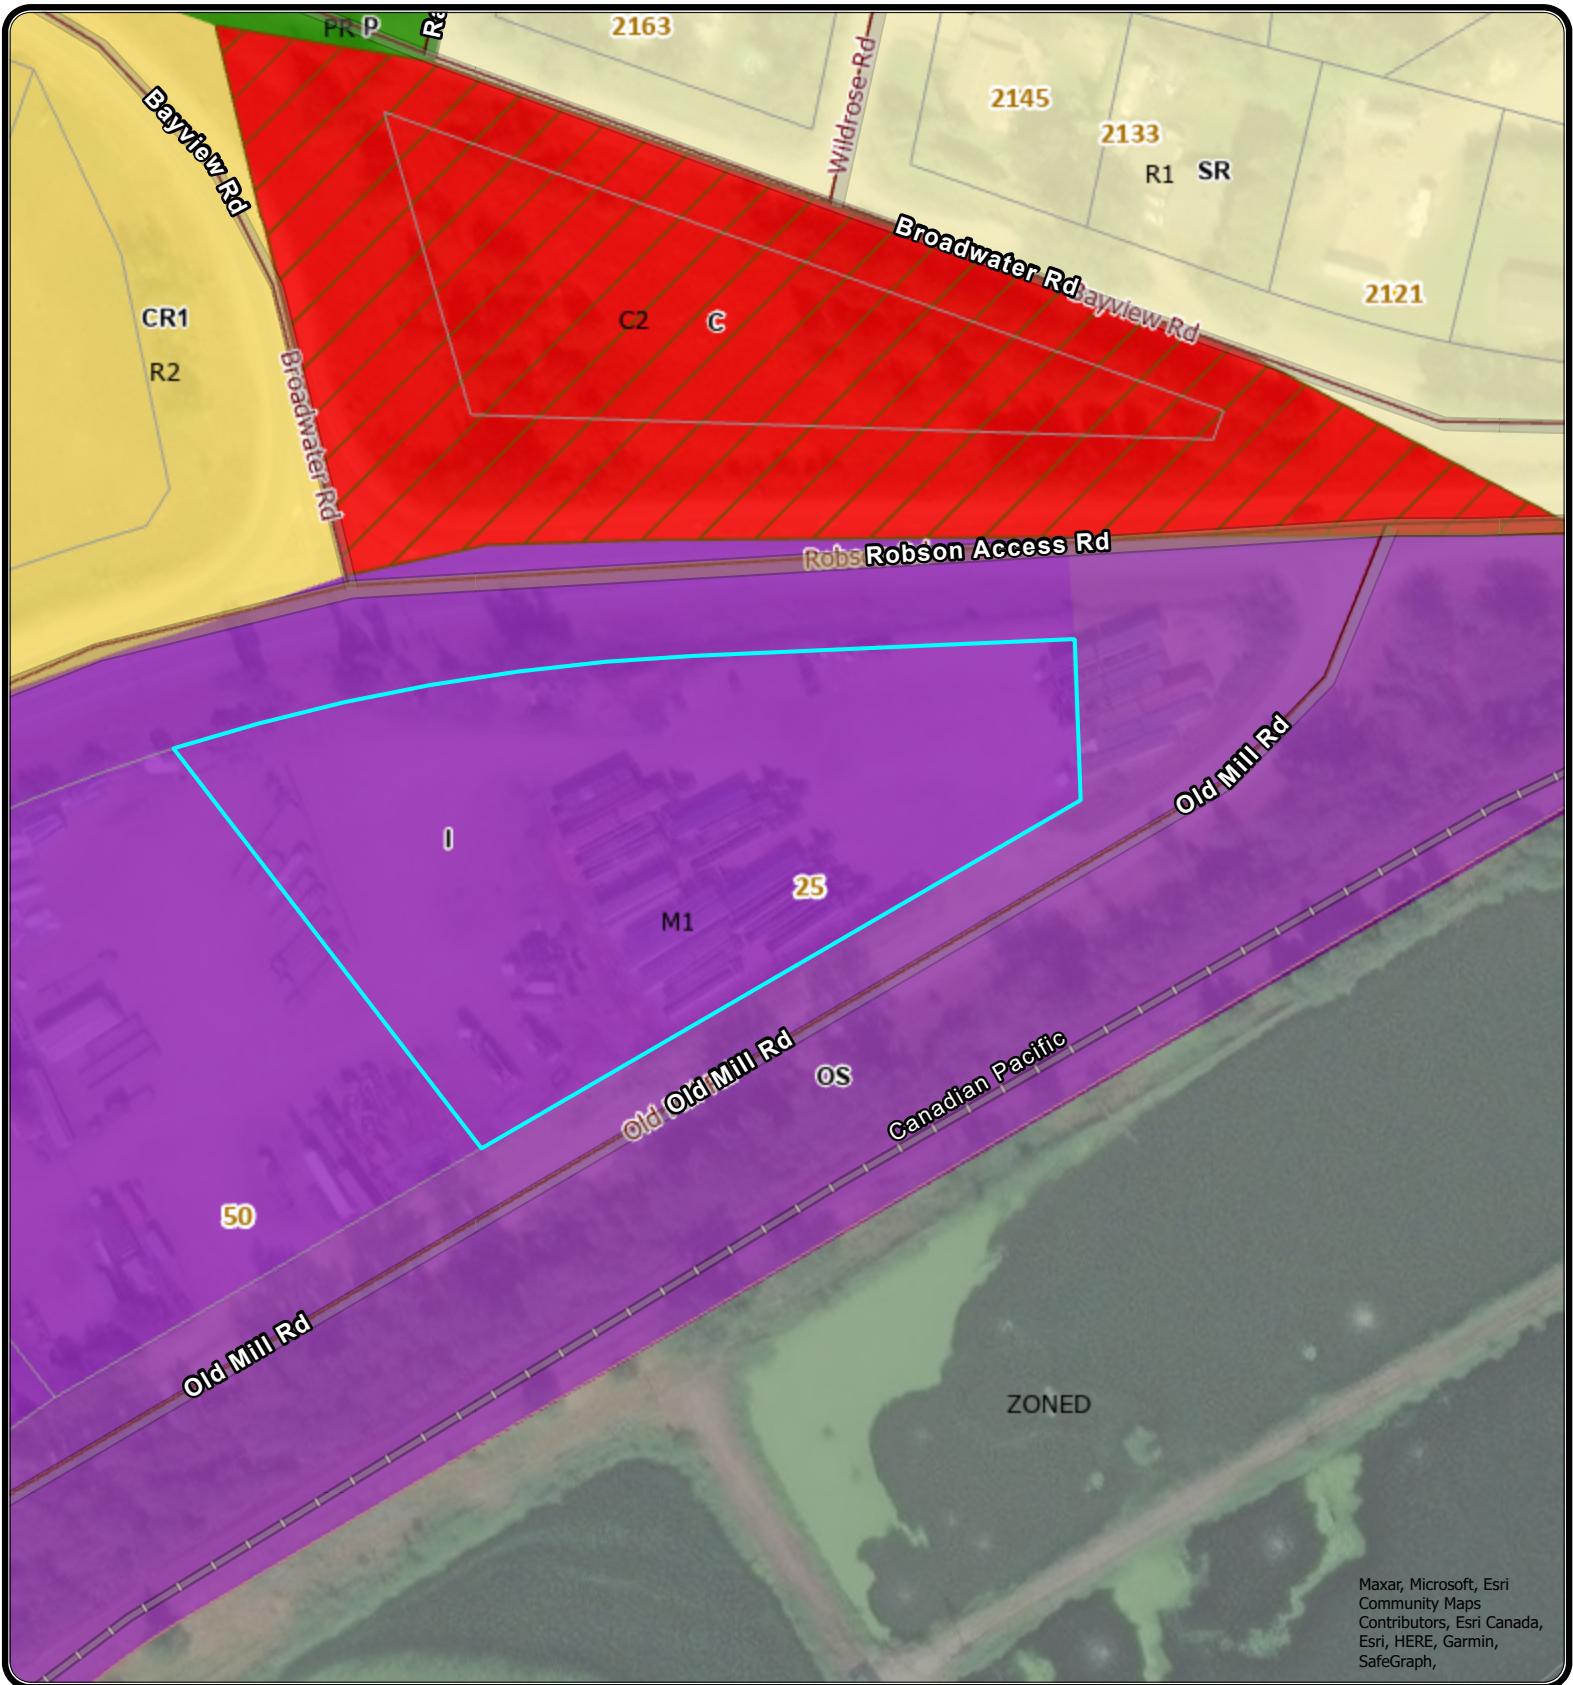 PR P
Ra
2163
Wildrose Rd
2145
2133
R1 SR
Bayview Rd
Broadwater Rd
Bayview Rd
2121
CR1
R2
C2 C
Broadwater Rd
Robson Access Rd
Old Mill Rd
I
25
M1
Old Mill Rd
Old
OS
Canadian Pacific
50
Old Mill Rd
ZONED
Maxar, Microsoft, Esri
Community Maps
Contributors, Esri Canada,
Esri, HERE, Garmin,
SafeGraph,